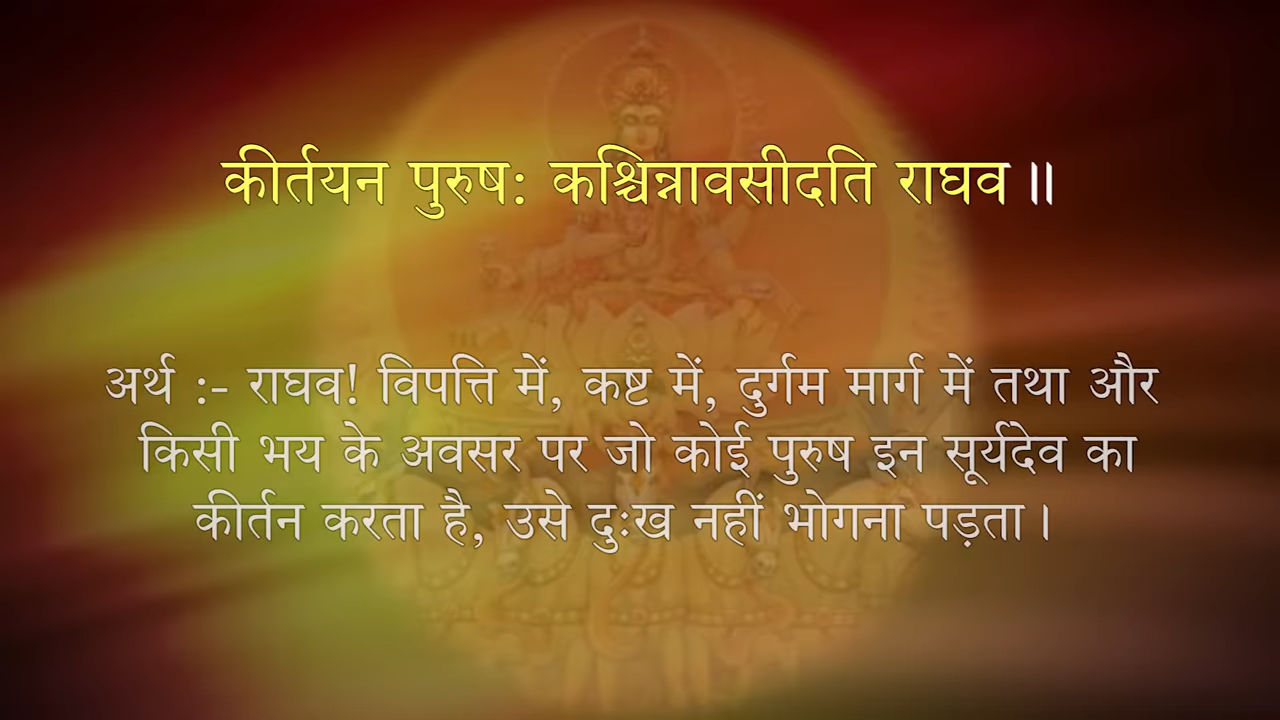 कीर्तयन पुरुष: कश्चिन्नावसीदति राघव॥
अर्थ :- राघव! विपत्ति में, कष्ट में, दुर्गम मार्ग में तथा और
किसी भय के अवसर पर जो कोई पुरुष इन सूर्यदेव का
कीर्तन करता है, उसे दुःख नहीं भोगना पड़ता।